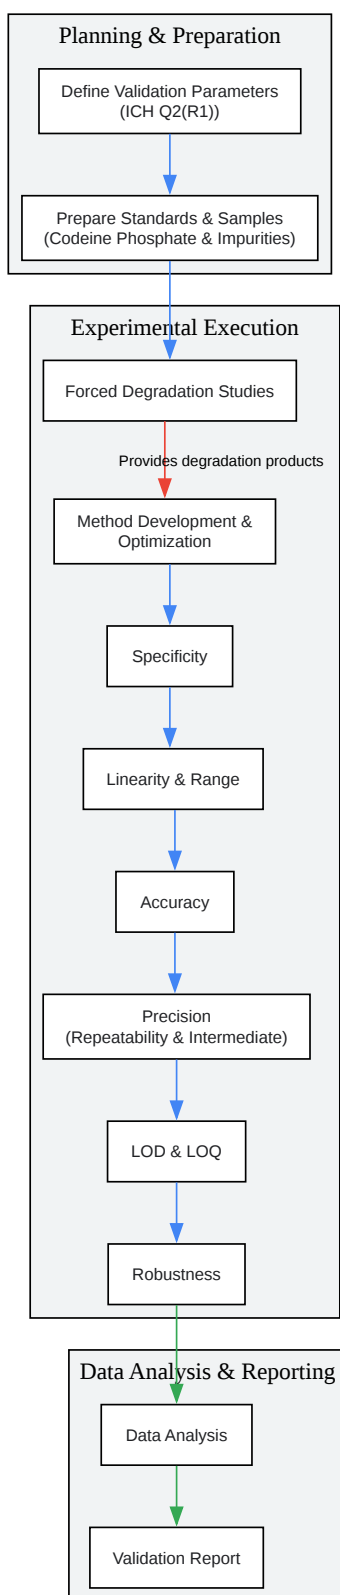 Planning & Preparation
Define Validation Parameters
(ICH Q2(R1))
Prepare Standards & Samples
(Codeine Phosphate & Impurities)
Experimental Execution
Forced Degradation Studies
Provides degradation products
Method Development &
Optimization
Specificity
Linearity & Range
Accuracy
Precision
(Repeatability & Intermediate)
LOD & LOQ
Robustness
Data Analysis & Reporting
Data Analysis
Validation Report